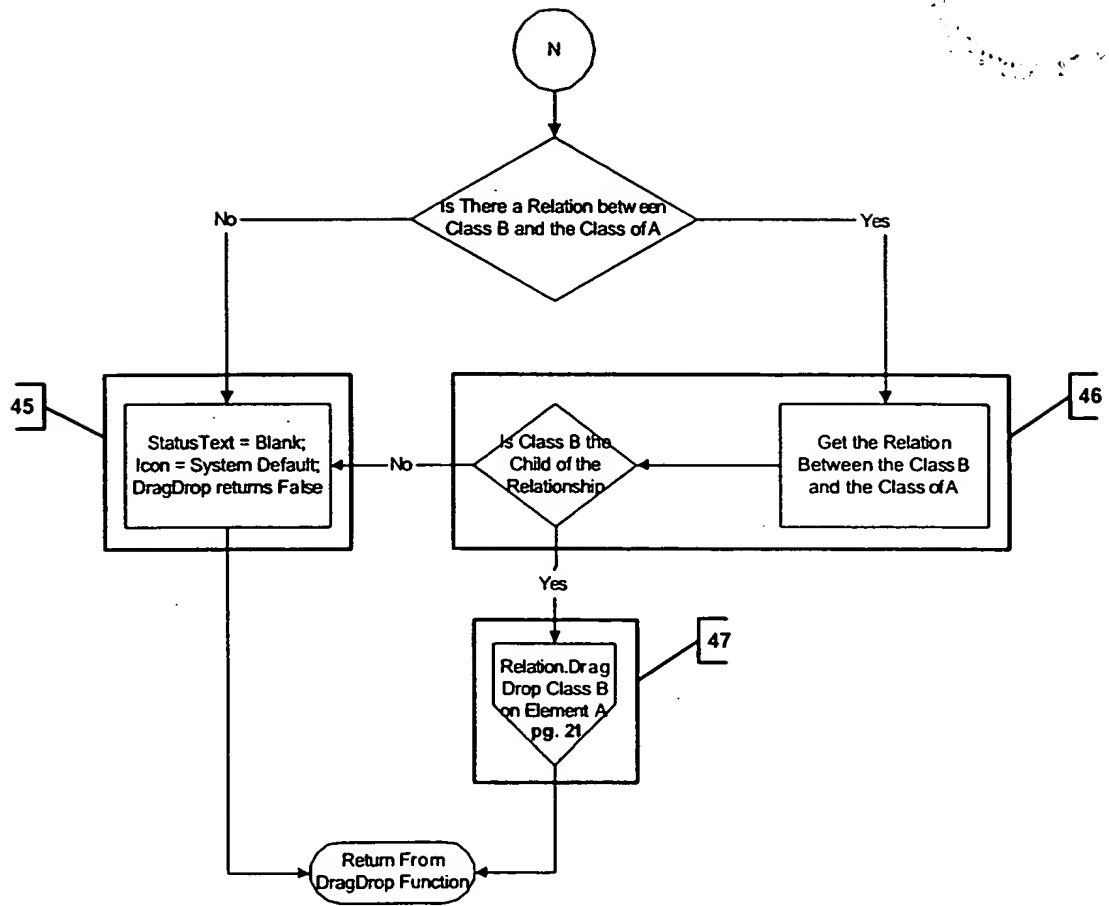 N
Is There a Relation between
Class B and the Class of A
No
Yes
45
46
StatusText = Blank;
Icon = System Default;
DragDrop returns False
No
Is Class B the
Child of the
Relationship
Get the Relation
Between the Class B
and the Class of A
Yes
47
Relation.Drag
Drop Class B
on Element A
pg. 21
Return From
DragDrop Function